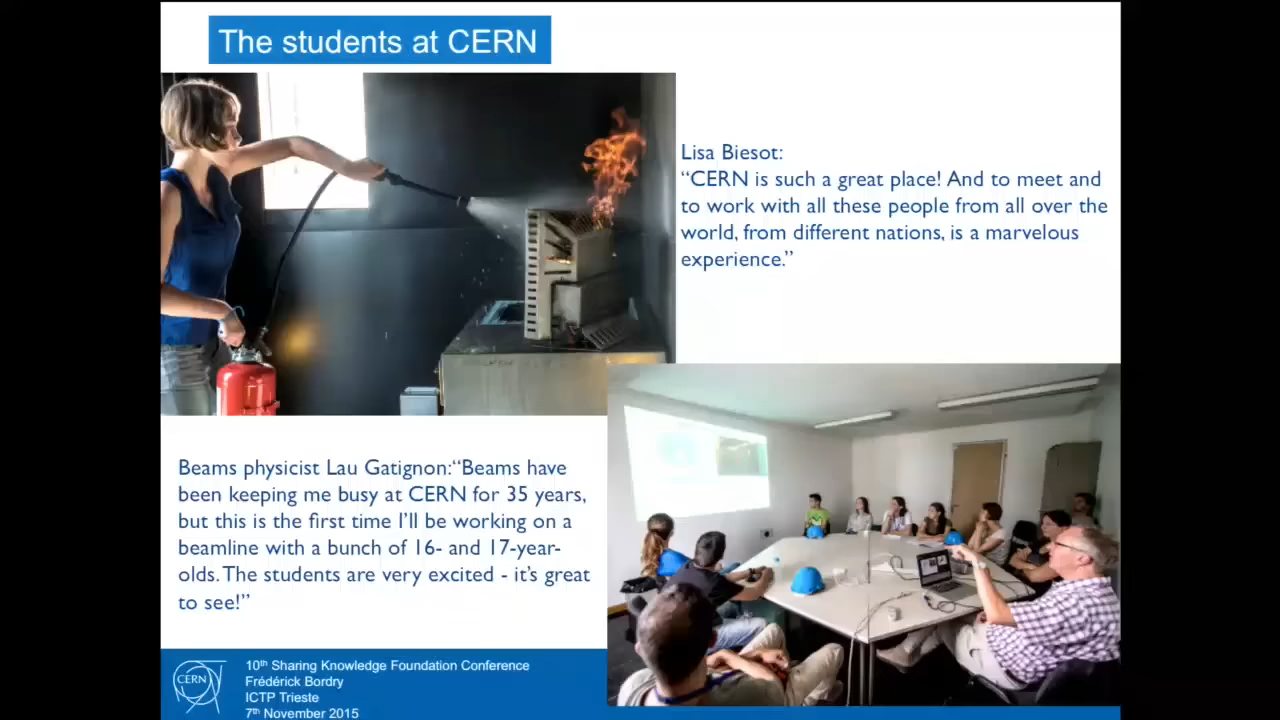 The students at CERN
Lisa Biesot:
“CERN is such a great place! And to meet and
to work with all these people from all over the
world, from different nations, is a marvelous
experience.”
Beams physicist Lau Gatignon:“Beams have
been keeping me busy at CERN for 35 years,
but this is the first time I’ll be working on a
beamline with a bunch of 16- and 17-year-
olds. The students are very excited - it’s great
to see!”
CERN
10th Sharing Knowledge Foundation Conference
Frédérick Bordry
ICTP Trieste
7th November 2015